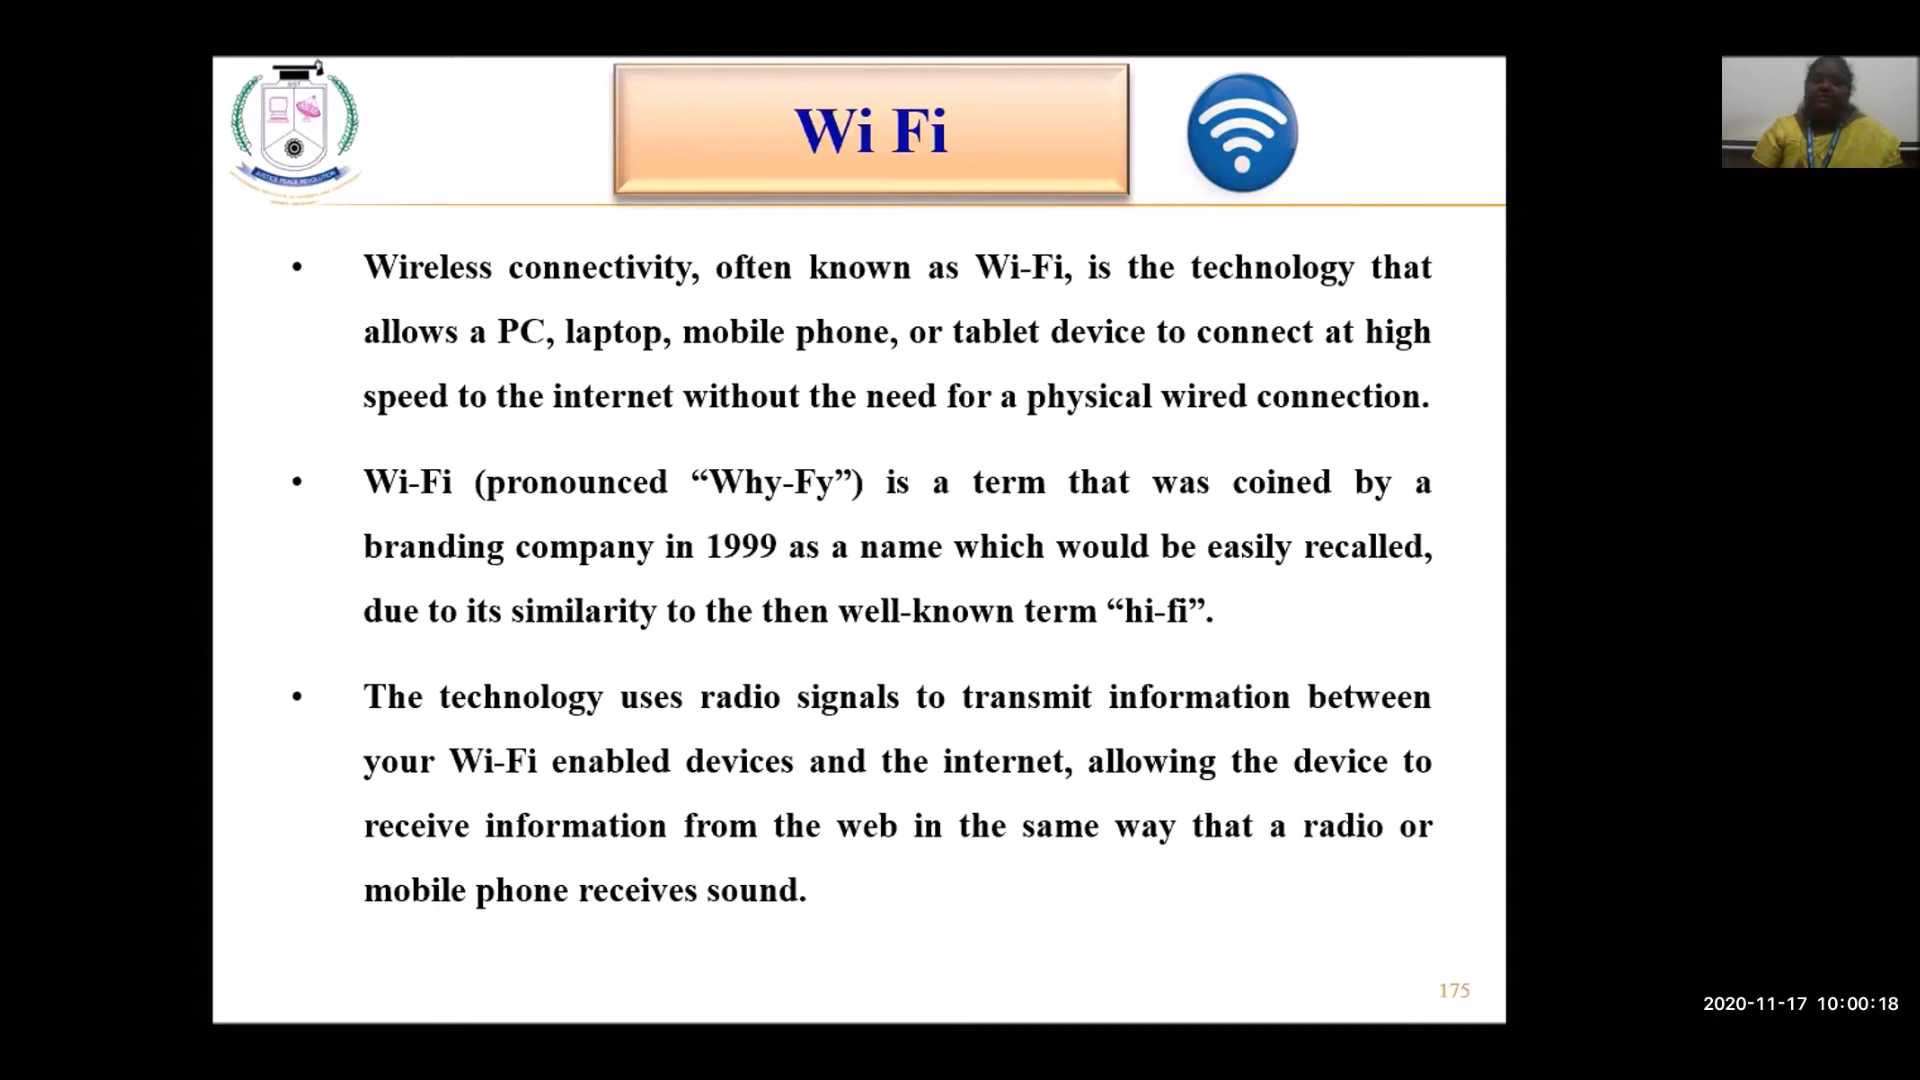 Wi Fi
• Wireless connectivity, often known as Wi-Fi, is the technology that
allows a PC, laptop, mobile phone, or tablet device to connect at high
speed to the internet without the need for a physical wired connection.
• Wi-Fi (pronounced “Why-Fy”) is a term that was coined by a
branding company in 1999 as a name which would be easily recalled,
due to its similarity to the then well-known term “hi-fi”.
• The technology uses radio signals to transmit information between
your Wi-Fi enabled devices and the internet, allowing the device to
receive information from the web in the same way that a radio or
mobile phone receives sound.
175
2020-11-17 10:00:18
JUSTICE PEACE REVOLUTION